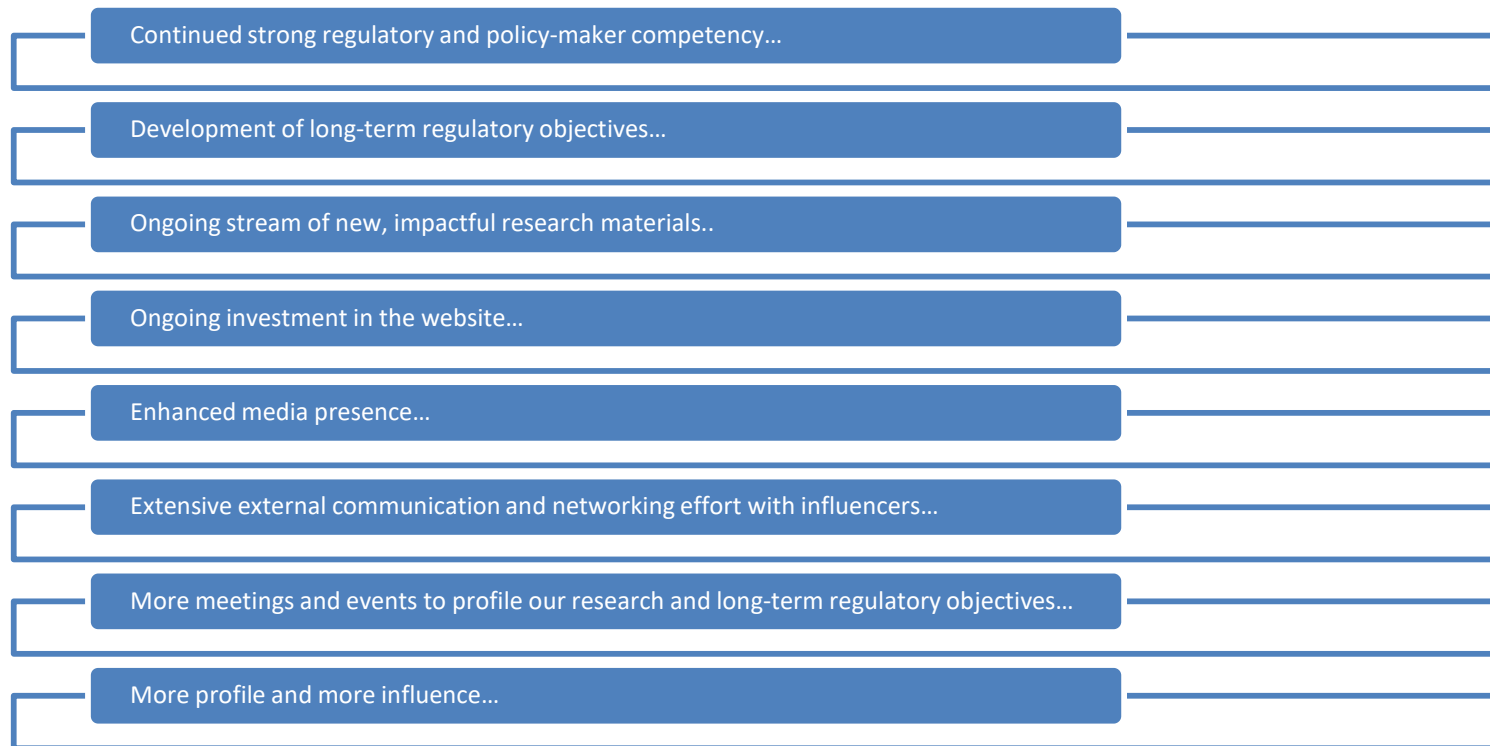 Continued strong regulatory and policy-maker competency…
Development of long-term regulatory objectives…
Ongoing stream of new, impactful research materials..
Ongoing investment in the website…
Enhanced media presence…
Extensive external communication and networking effort with influencers…
More meetings and events to profile our research and long-term regulatory objectives…
More profile and more influence…